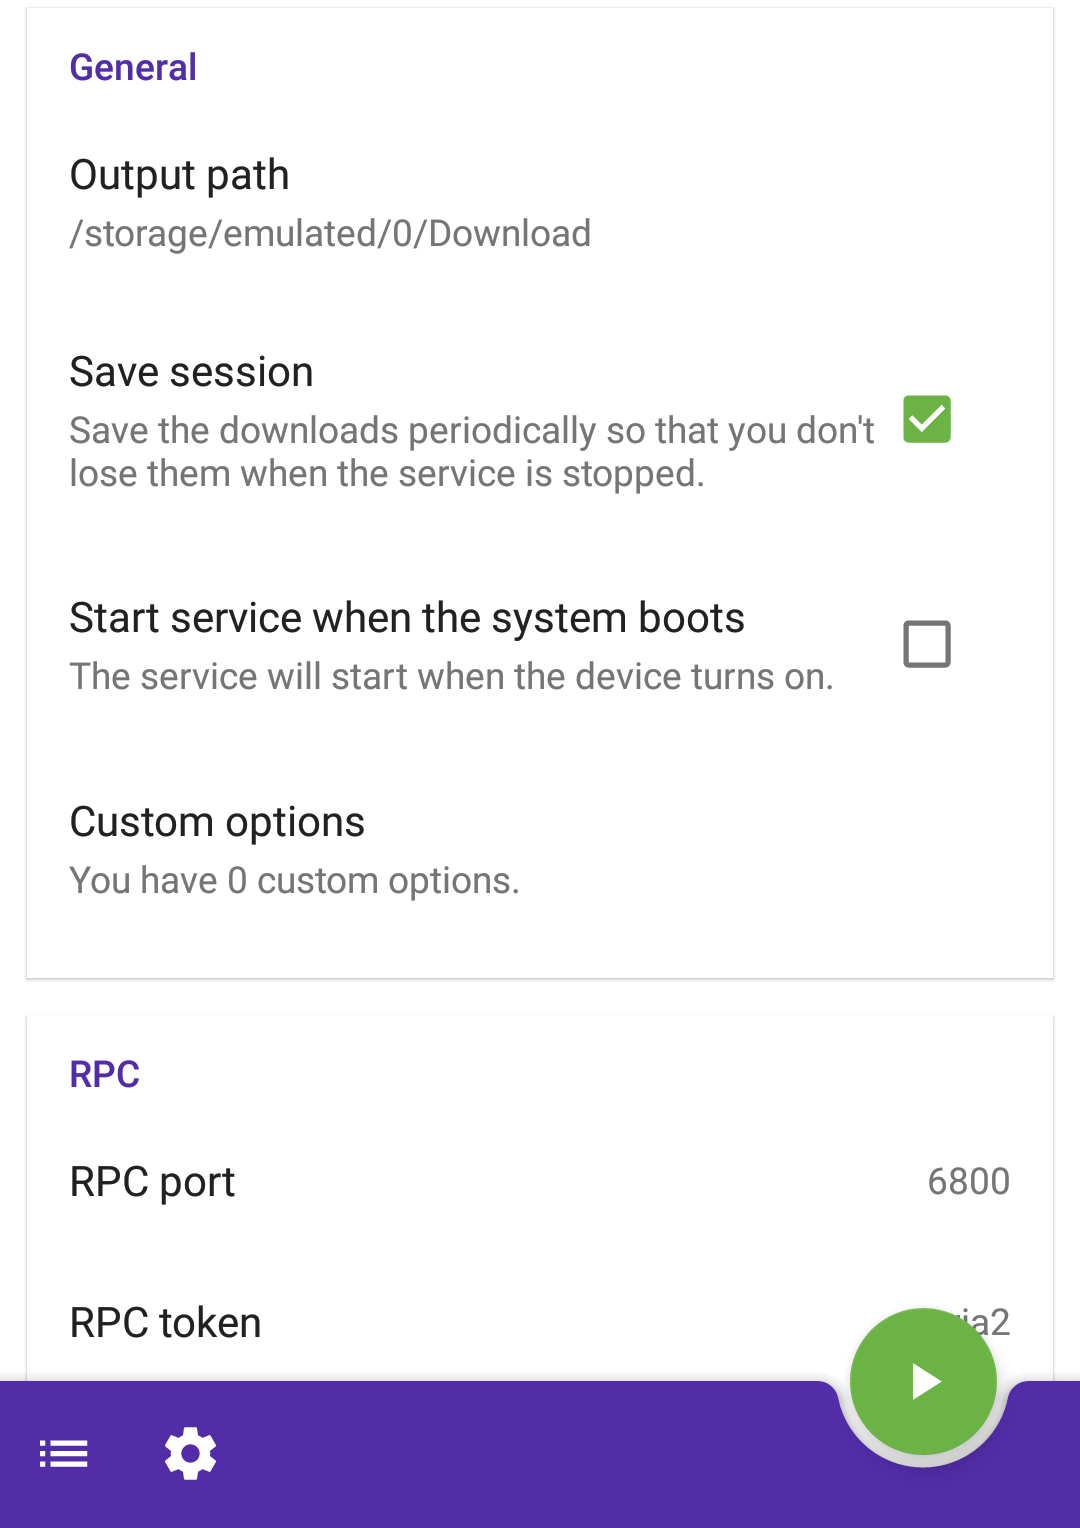 General
Output path
/storage/emulated/0/Download
Save session
Save the downloads periodically so that you don't
lose them when the service is stopped.
Start service when the system boots
The service will start when the device turns on.
Custom options
You have 0 custom options.
RPC
RPC port
6800
RPC token